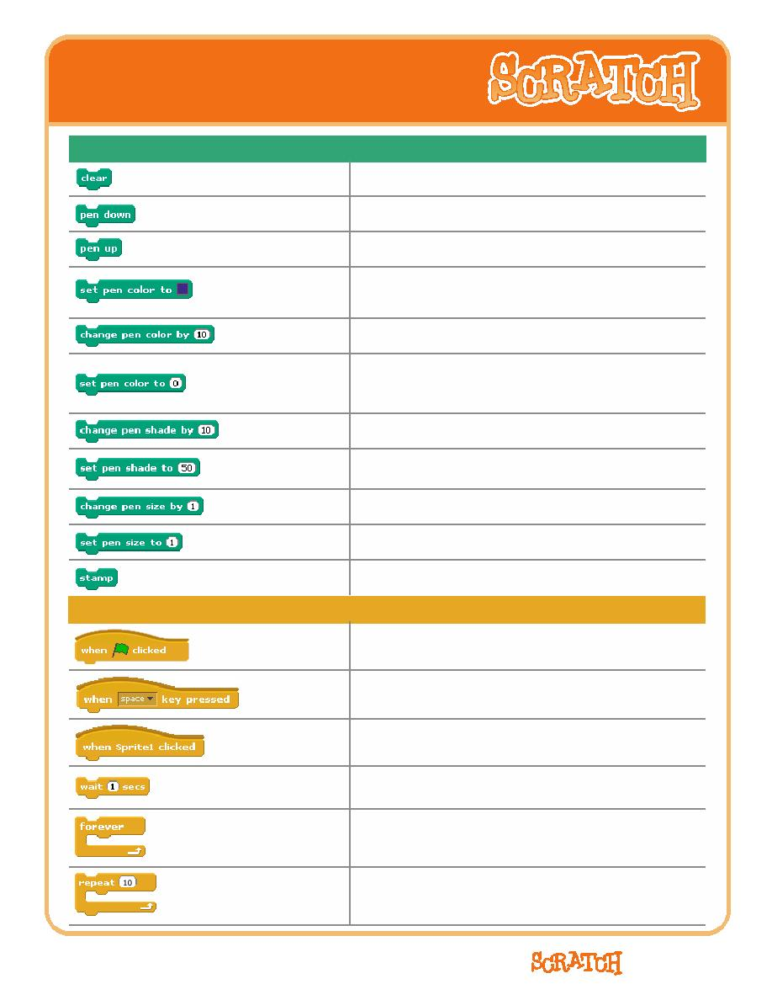 SCRATCH
clear
pen down
pen up
set pen color to
change pen color by 10
set pen color to 0
change pen shade by 10
set pen shade to 50
change pen size by 1
set pen size to 1
stamp
when clicked
when space key pressed
when Sprite1 clicked
wait 1 secs
forever
repeat 10
SCRATCH